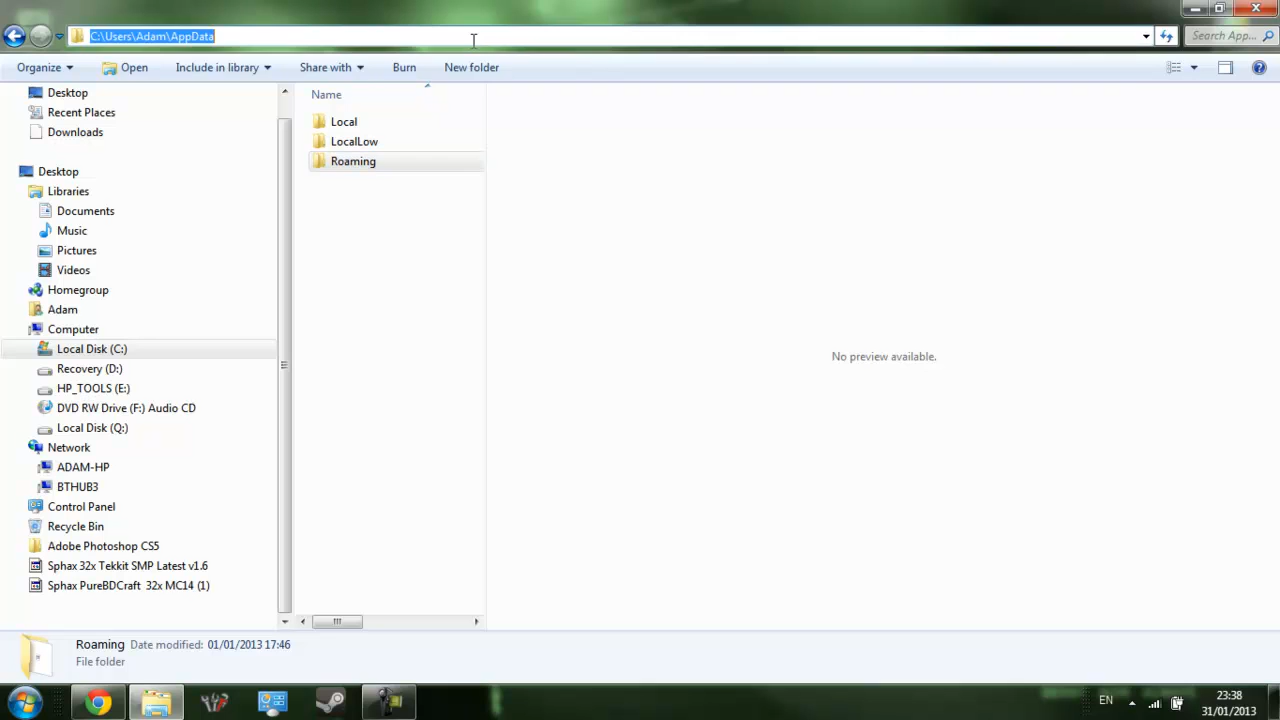 C:\Users\Adam\AppData
Search App...
Organize
Open
Include in library
Share with
Burn
New folder
Desktop
Recent Places
Downloads
Desktop
Libraries
Documents
Music
Pictures
Videos
Homegroup
Adam
Computer
Local Disk (C:)
Recovery (D:)
HP_TOOLS (E:)
DVD RW Drive (F:) Audio CD
Local Disk (Q:)
Network
ADAM-HP
BTHUB3
Control Panel
Recycle Bin
Adobe Photoshop CS5
Sphax 32x Tekkit SMP Latest v1.6
Sphax PureBDCraft 32x MC14 (1)
Name
Local
LocalLow
Roaming
No preview available.
Roaming Date modified: 01/01/2013 17:46
File folder
EN
23:38
31/01/2013